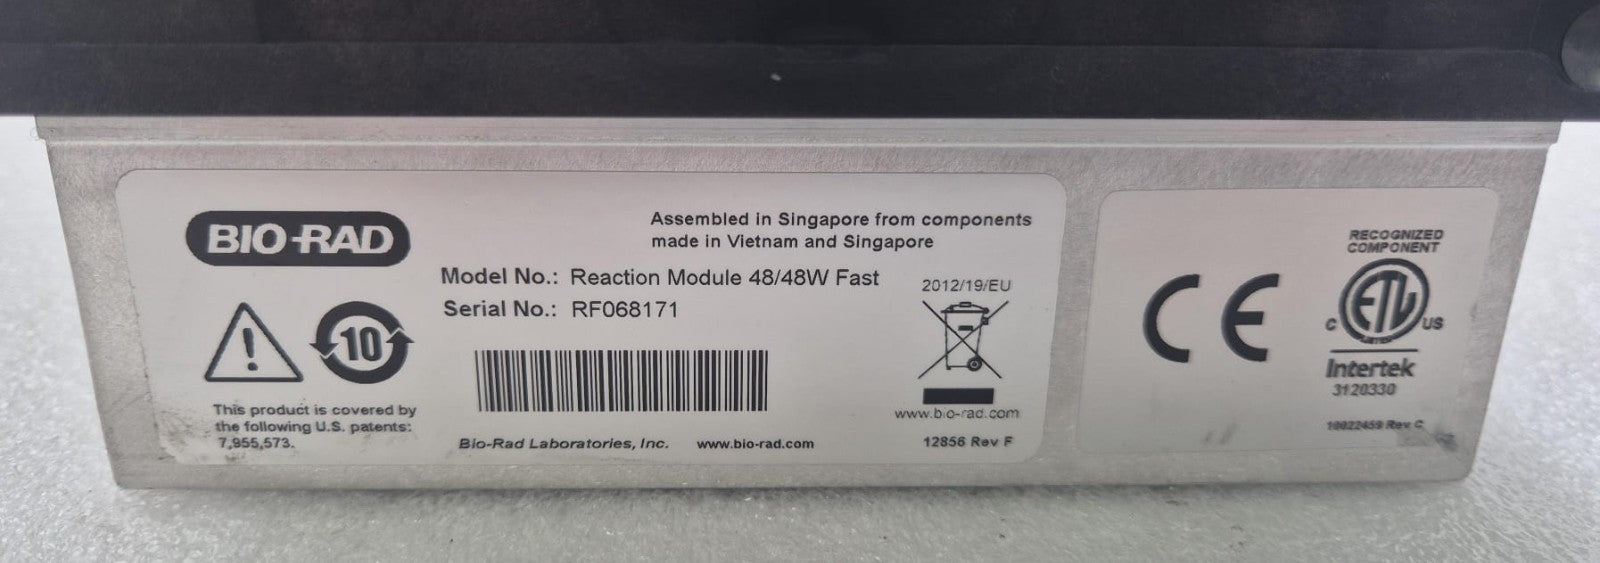 BIO-RAD
Assembled in Singapore from components
made in Vietnam and Singapore
Model No.: Reaction Module 48/48W Fast
Serial No.: RF068171
10
This product is covered by
the following U.S. patents:
7,955,573.
Bio-Rad Laboratories, Inc. www.bio-rad.com
2012/19/EU
www.bio-rad.com
12856 Rev F
CE
RECOGNIZED
COMPONENT
C ETL US
Intertek
3120330
10022459 Rev C